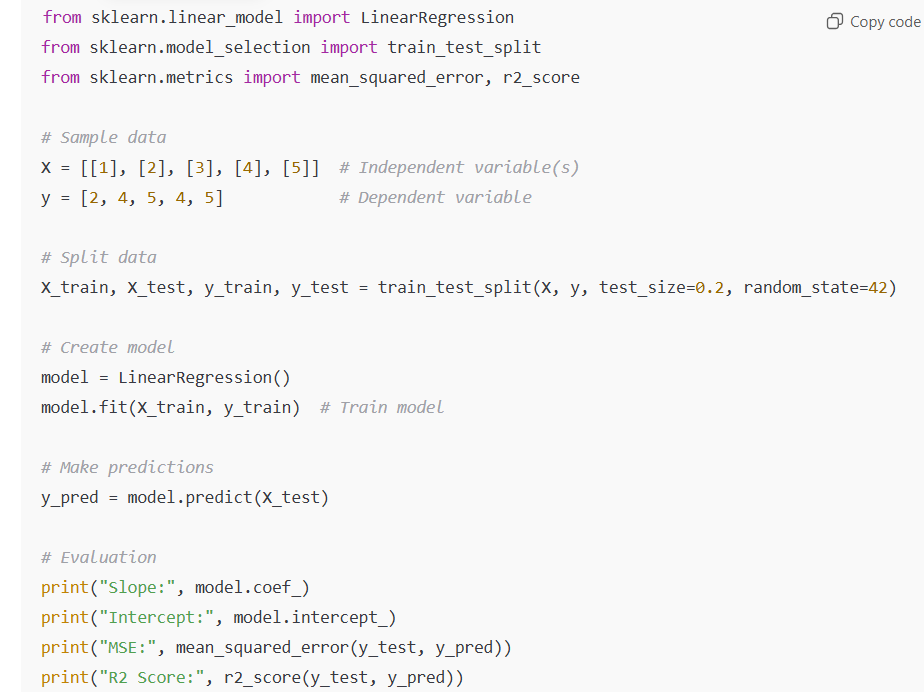 from sklearn.linear_model import LinearRegression
Copy code
from sklearn.model_selection import train_test_split
from sklearn.metrics import mean_squared_error, r2_score
# Sample data
X = [[1], [2], [3], [4], [5]]  # Independent variable(s)
y = [2, 4, 5, 4, 5]            # Dependent variable
# Split data
X_train, X_test, y_train, y_test = train_test_split(X, y, test_size=0.2, random_state=42)
# Create model
model = LinearRegression()
model.fit(X_train, y_train)  # Train model
# Make predictions
y_pred = model.predict(X_test)
# Evaluation
print("Slope:", model.coef_)
print("Intercept:", model.intercept_)
print("MSE:", mean_squared_error(y_test, y_pred))
print("R2 Score:", r2_score(y_test, y_pred))